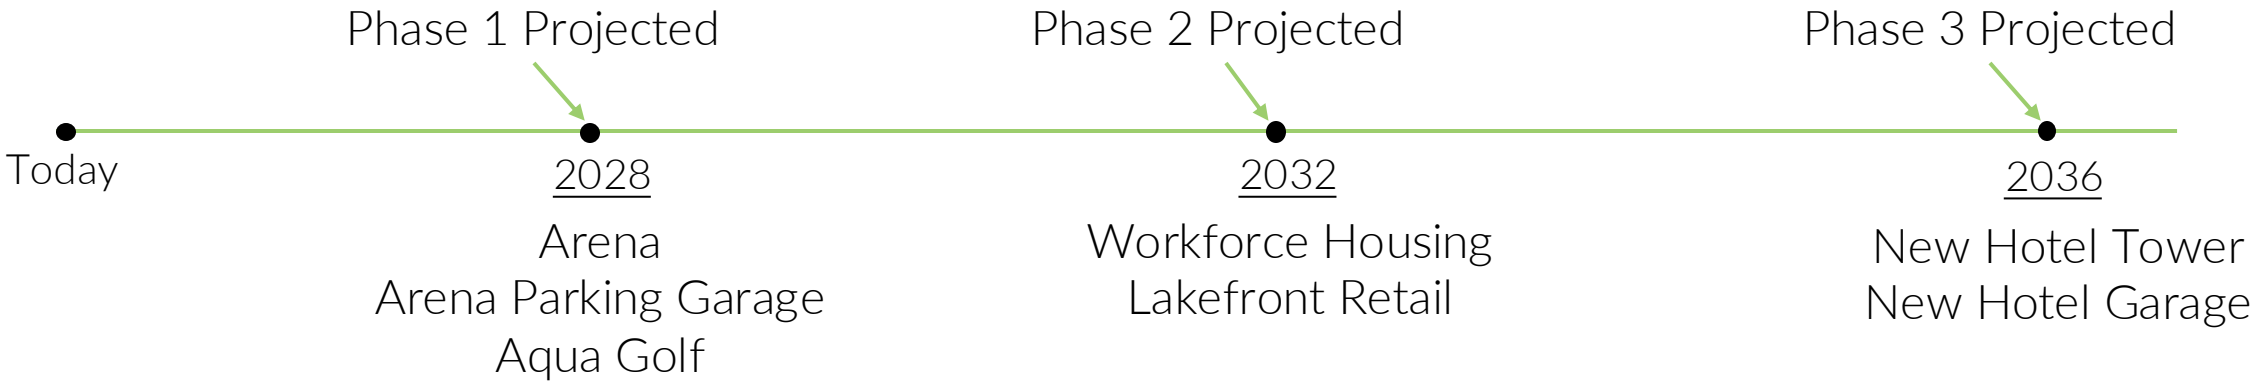 Phase 1 Projected
Phase 2 Projected
Phase 3 Projected
Today
2028
Arena
Arena Parking Garage
Aqua Golf
2032
Workforce Housing
Lakefront Retail
2036
New Hotel Tower
New Hotel Garage